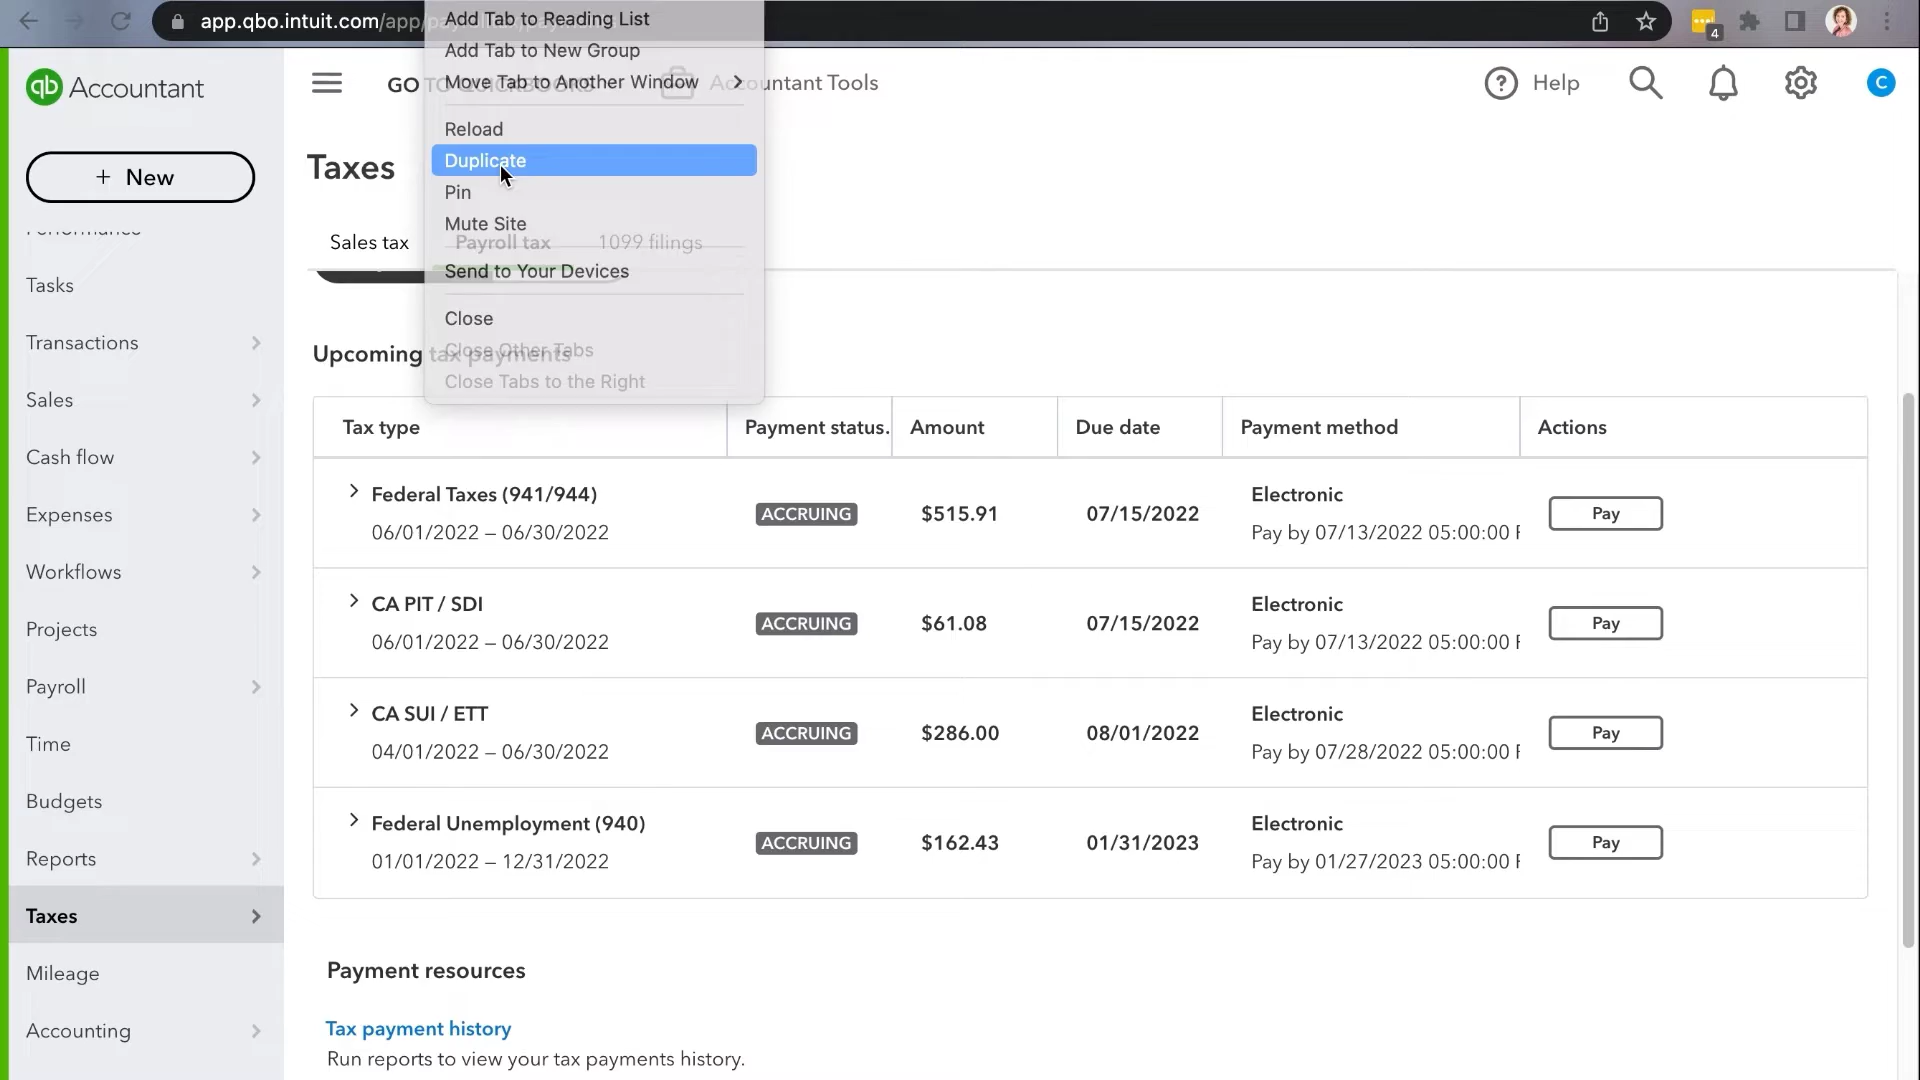 app.qbo.intuit.com/app/pa
4
Add Tab to Reading List
Add Tab to New Group
Move Tab to Another Window
Reload
Duplicate
Pin
Mute Site
Send to Your Devices
Close
Close Other Tabs
Close Tabs to the Right
qb Accountant
GO TO QUICKBOOKS
Accountant Tools
? Help
C
+ New
Performance
Tasks
Transactions
Sales
Cash flow
Expenses
Workflows
Projects
Payroll
Time
Budgets
Reports
Taxes
Mileage
Accounting
Taxes
Sales tax Payroll tax 1099 filings
Upcoming tax payments
Tax type Payment status. Amount Due date Payment method Actions
Federal Taxes (941/944)
06/01/2022 – 06/30/2022
ACCRUING $515.91 07/15/2022
Electronic
Pay by 07/13/2022 05:00:00
Pay
CA PIT / SDI
06/01/2022 – 06/30/2022
ACCRUING $61.08 07/15/2022
Electronic
Pay by 07/13/2022 05:00:00
Pay
CA SUI / ETT
04/01/2022 – 06/30/2022
ACCRUING $286.00 08/01/2022
Electronic
Pay by 07/28/2022 05:00:00
Pay
Federal Unemployment (940)
01/01/2022 – 12/31/2022
ACCRUING $162.43 01/31/2023
Electronic
Pay by 01/27/2023 05:00:00
Pay
Payment resources
Tax payment history
Run reports to view your tax payments history.